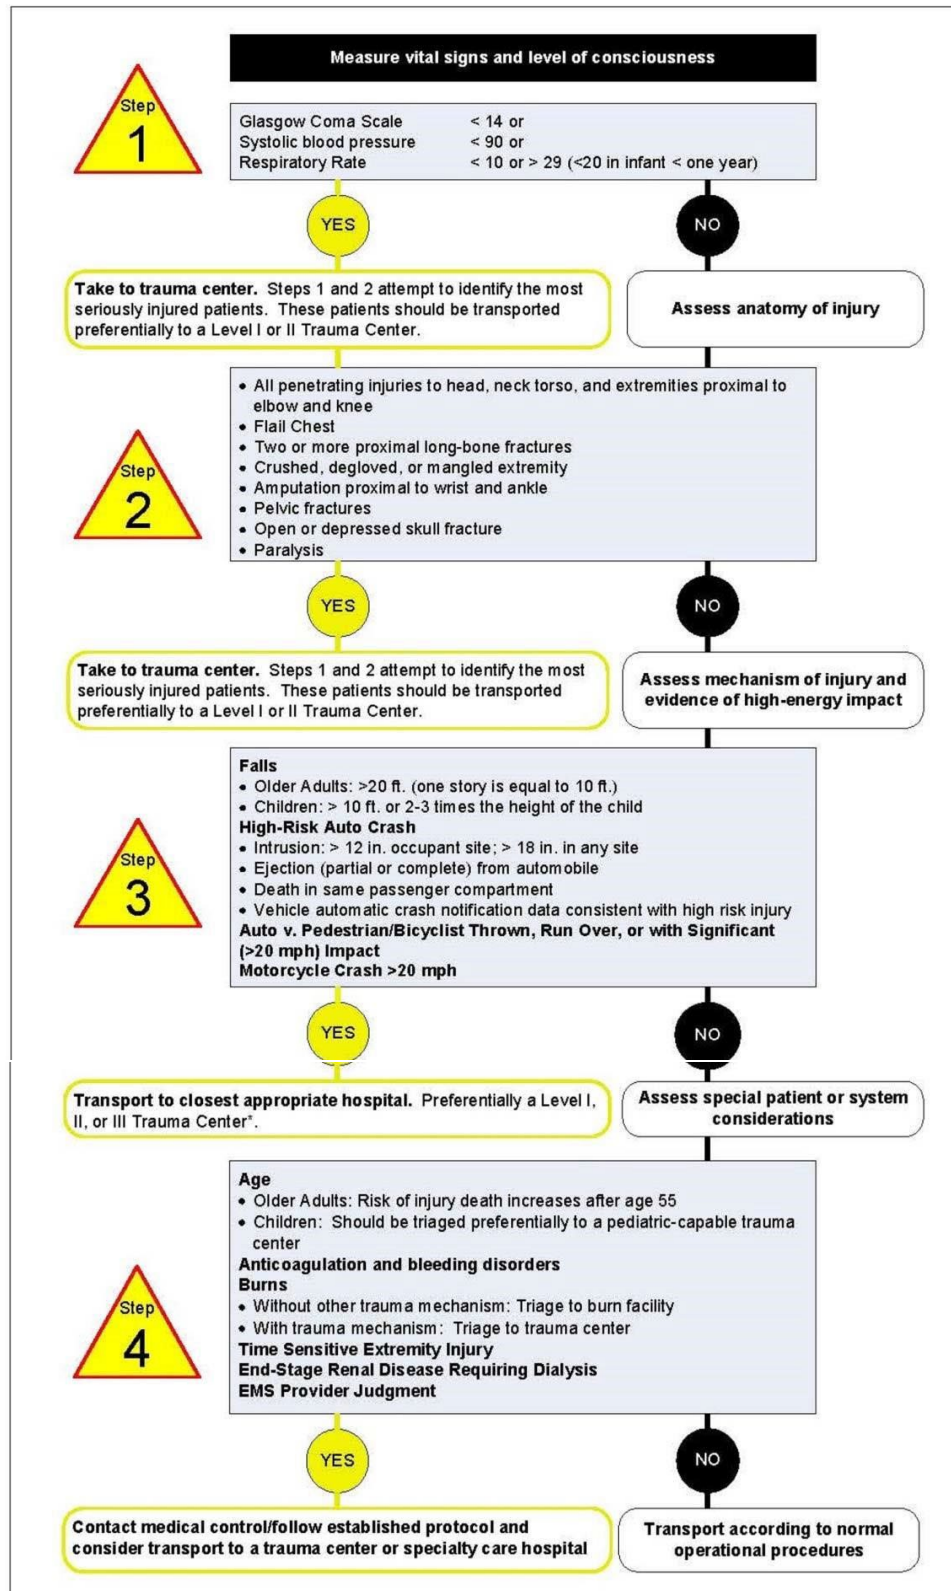 Measure vital signs and level of consciousness
Step
1
Glasgow Coma Scale < 14 or
Systolic blood pressure < 90 or
Respiratory Rate < 10 or > 29 (<20 in infant < one year)
YES
NO
Take to trauma center. Steps 1 and 2 attempt to identify the most
seriously injured patients. These patients should be transported
preferentially to a Level I or II Trauma Center.
Assess anatomy of injury
Step
2
• All penetrating injuries to head, neck torso, and extremities proximal to
elbow and knee
• Flail Chest
• Two or more proximal long-bone fractures
• Crushed, degloved, or mangled extremity
• Amputation proximal to wrist and ankle
• Pelvic fractures
• Open or depressed skull fracture
• Paralysis
YES
NO
Take to trauma center. Steps 1 and 2 attempt to identify the most
seriously injured patients. These patients should be transported
preferentially to a Level I or II Trauma Center.
Assess mechanism of injury and
evidence of high-energy impact
Step
3
Falls
• Older Adults: >20 ft. (one story is equal to 10 ft.)
• Children: > 10 ft. or 2-3 times the height of the child
High-Risk Auto Crash
• Intrusion: > 12 in. occupant site; > 18 in. in any site
• Ejection (partial or complete) from automobile
• Death in same passenger compartment
• Vehicle automatic crash notification data consistent with high risk injury
Auto v. Pedestrian/Bicyclist Thrown, Run Over, or with Significant
(>20 mph) Impact
Motorcycle Crash >20 mph
YES
NO
Transport to closest appropriate hospital. Preferentially a Level I,
II, or III Trauma Center*.
Assess special patient or system
considerations
Step
4
Age
• Older Adults: Risk of injury death increases after age 55
• Children: Should be triaged preferentially to a pediatric-capable trauma
center
Anticoagulation and bleeding disorders
Burns
• Without other trauma mechanism: Triage to burn facility
• With trauma mechanism: Triage to trauma center
Time Sensitive Extremity Injury
End-Stage Renal Disease Requiring Dialysis
EMS Provider Judgment
YES
NO
Contact medical control/follow established protocol and
consider transport to a trauma center or specialty care hospital
Transport according to normal
operational procedures